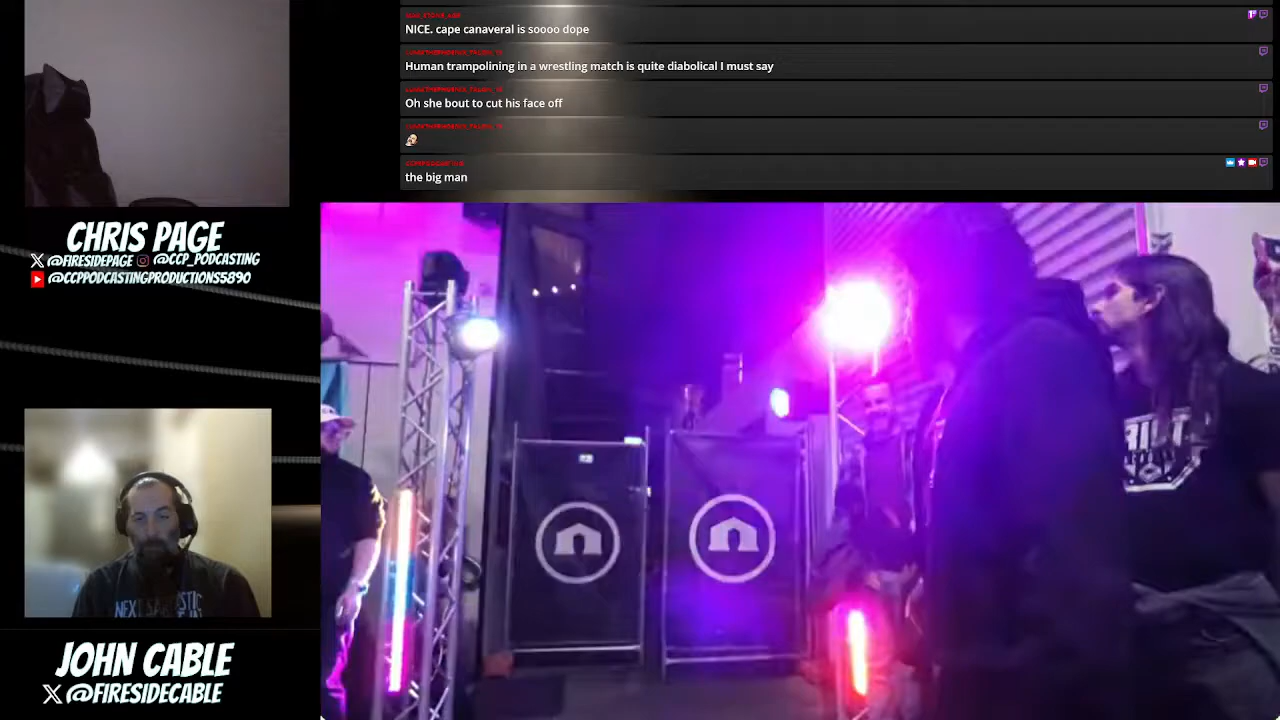 NICE. cape canaveral is soooo dope
Human trampolining in a wrestling match is quite diabolical I must say
Oh she bout to cut his face off
the big man
CHRIS PAGE
@FIRESIDEPAGE @CCP_PODCASTING
@CCPPODCASTINGPRODUCTIONS5890
JOHN CABLE
@FIRESIDECABLE